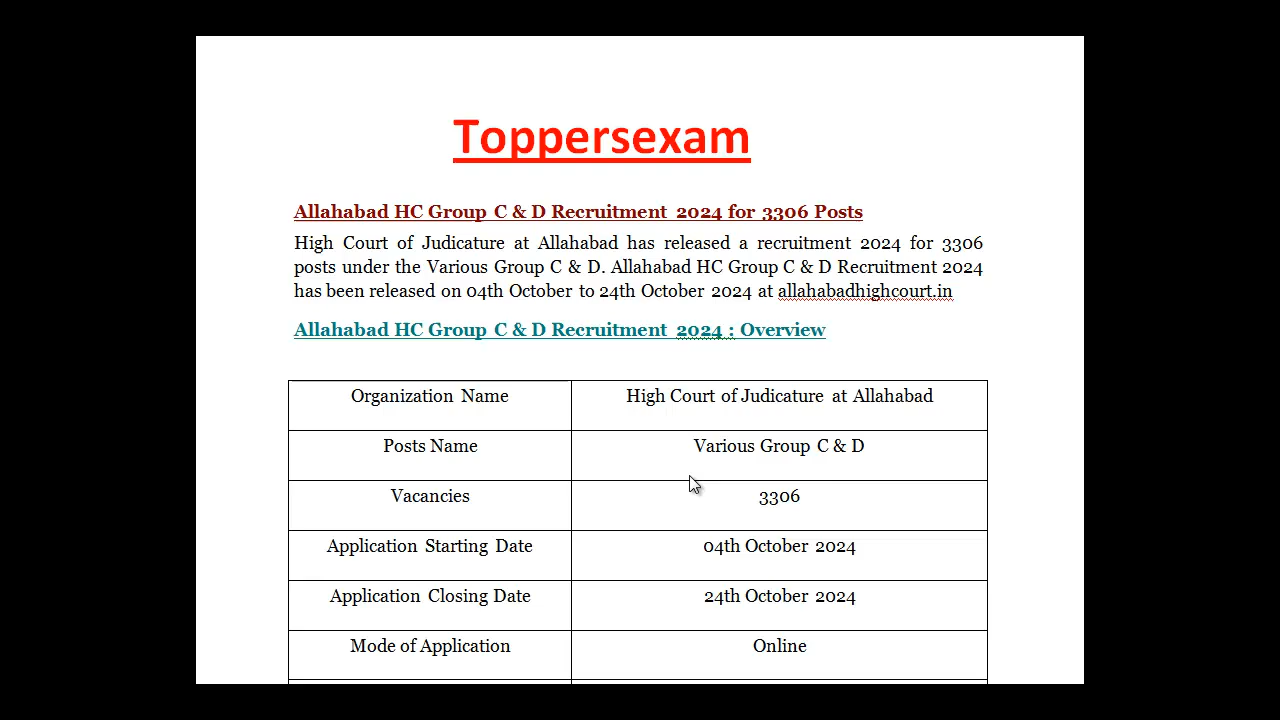 Toppersexam
Allahabad HC Group C & D Recruitment 2024 for 3306 Posts
High Court of Judicature at Allahabad has released a recruitment 2024 for 3306
posts under the Various Group C & D. Allahabad HC Group C & D Recruitment 2024
has been released on 04th October to 24th October 2024 at allahabadhighcourt.in
Allahabad HC Group C & D Recruitment 2024 : Overview
Organization Name High Court of Judicature at Allahabad
Posts Name Various Group C & D
Vacancies 3306
Application Starting Date 04th October 2024
Application Closing Date 24th October 2024
Mode of Application Online